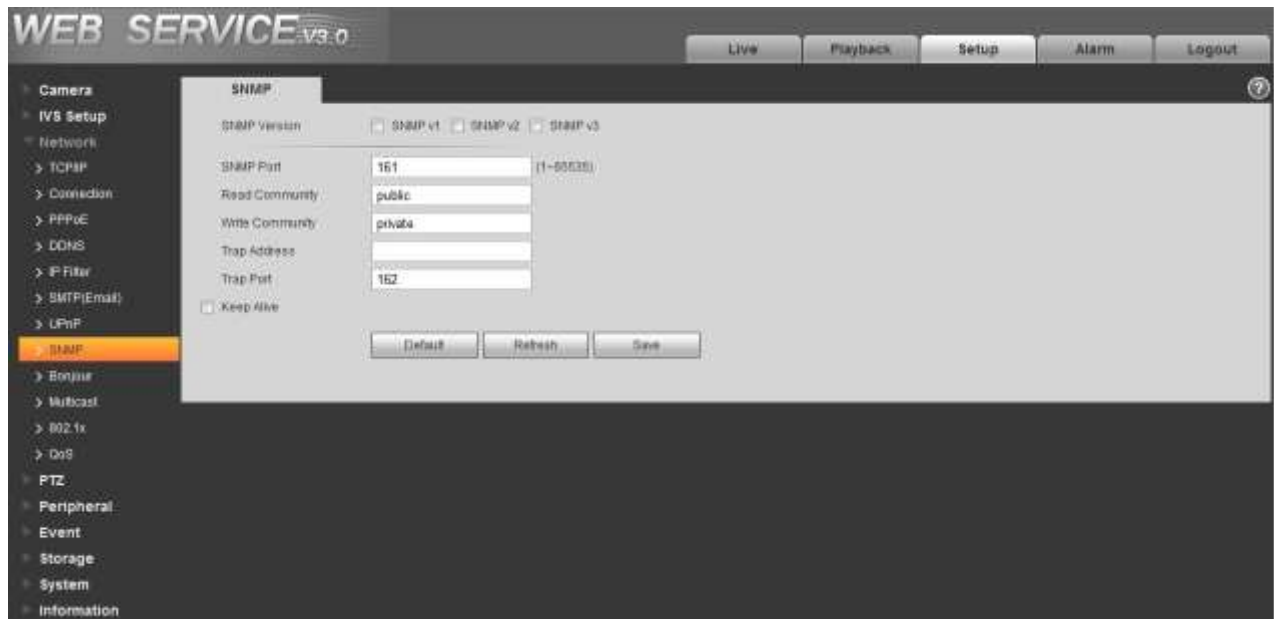 WEB SERVICE V3.0
Live Playback Setup Alarm Logout
Camera
IVS Setup
Network
> TCP/IP
> Connection
> PPPoE
> DDNS
> IP Filter
> SMTP(Email)
> UPnP
> SNMP
> Bonjour
> Multicast
> 802.1x
> QoS
PTZ
Peripheral
Event
Storage
System
Information
SNMP
SNMP Version SNMP v1 SNMP v2 SNMP v3
SNMP Port 161 (1~65535)
Read Community public
Write Community private
Trap Address
Trap Port 162
Keep Alive
Default Refresh Save
?